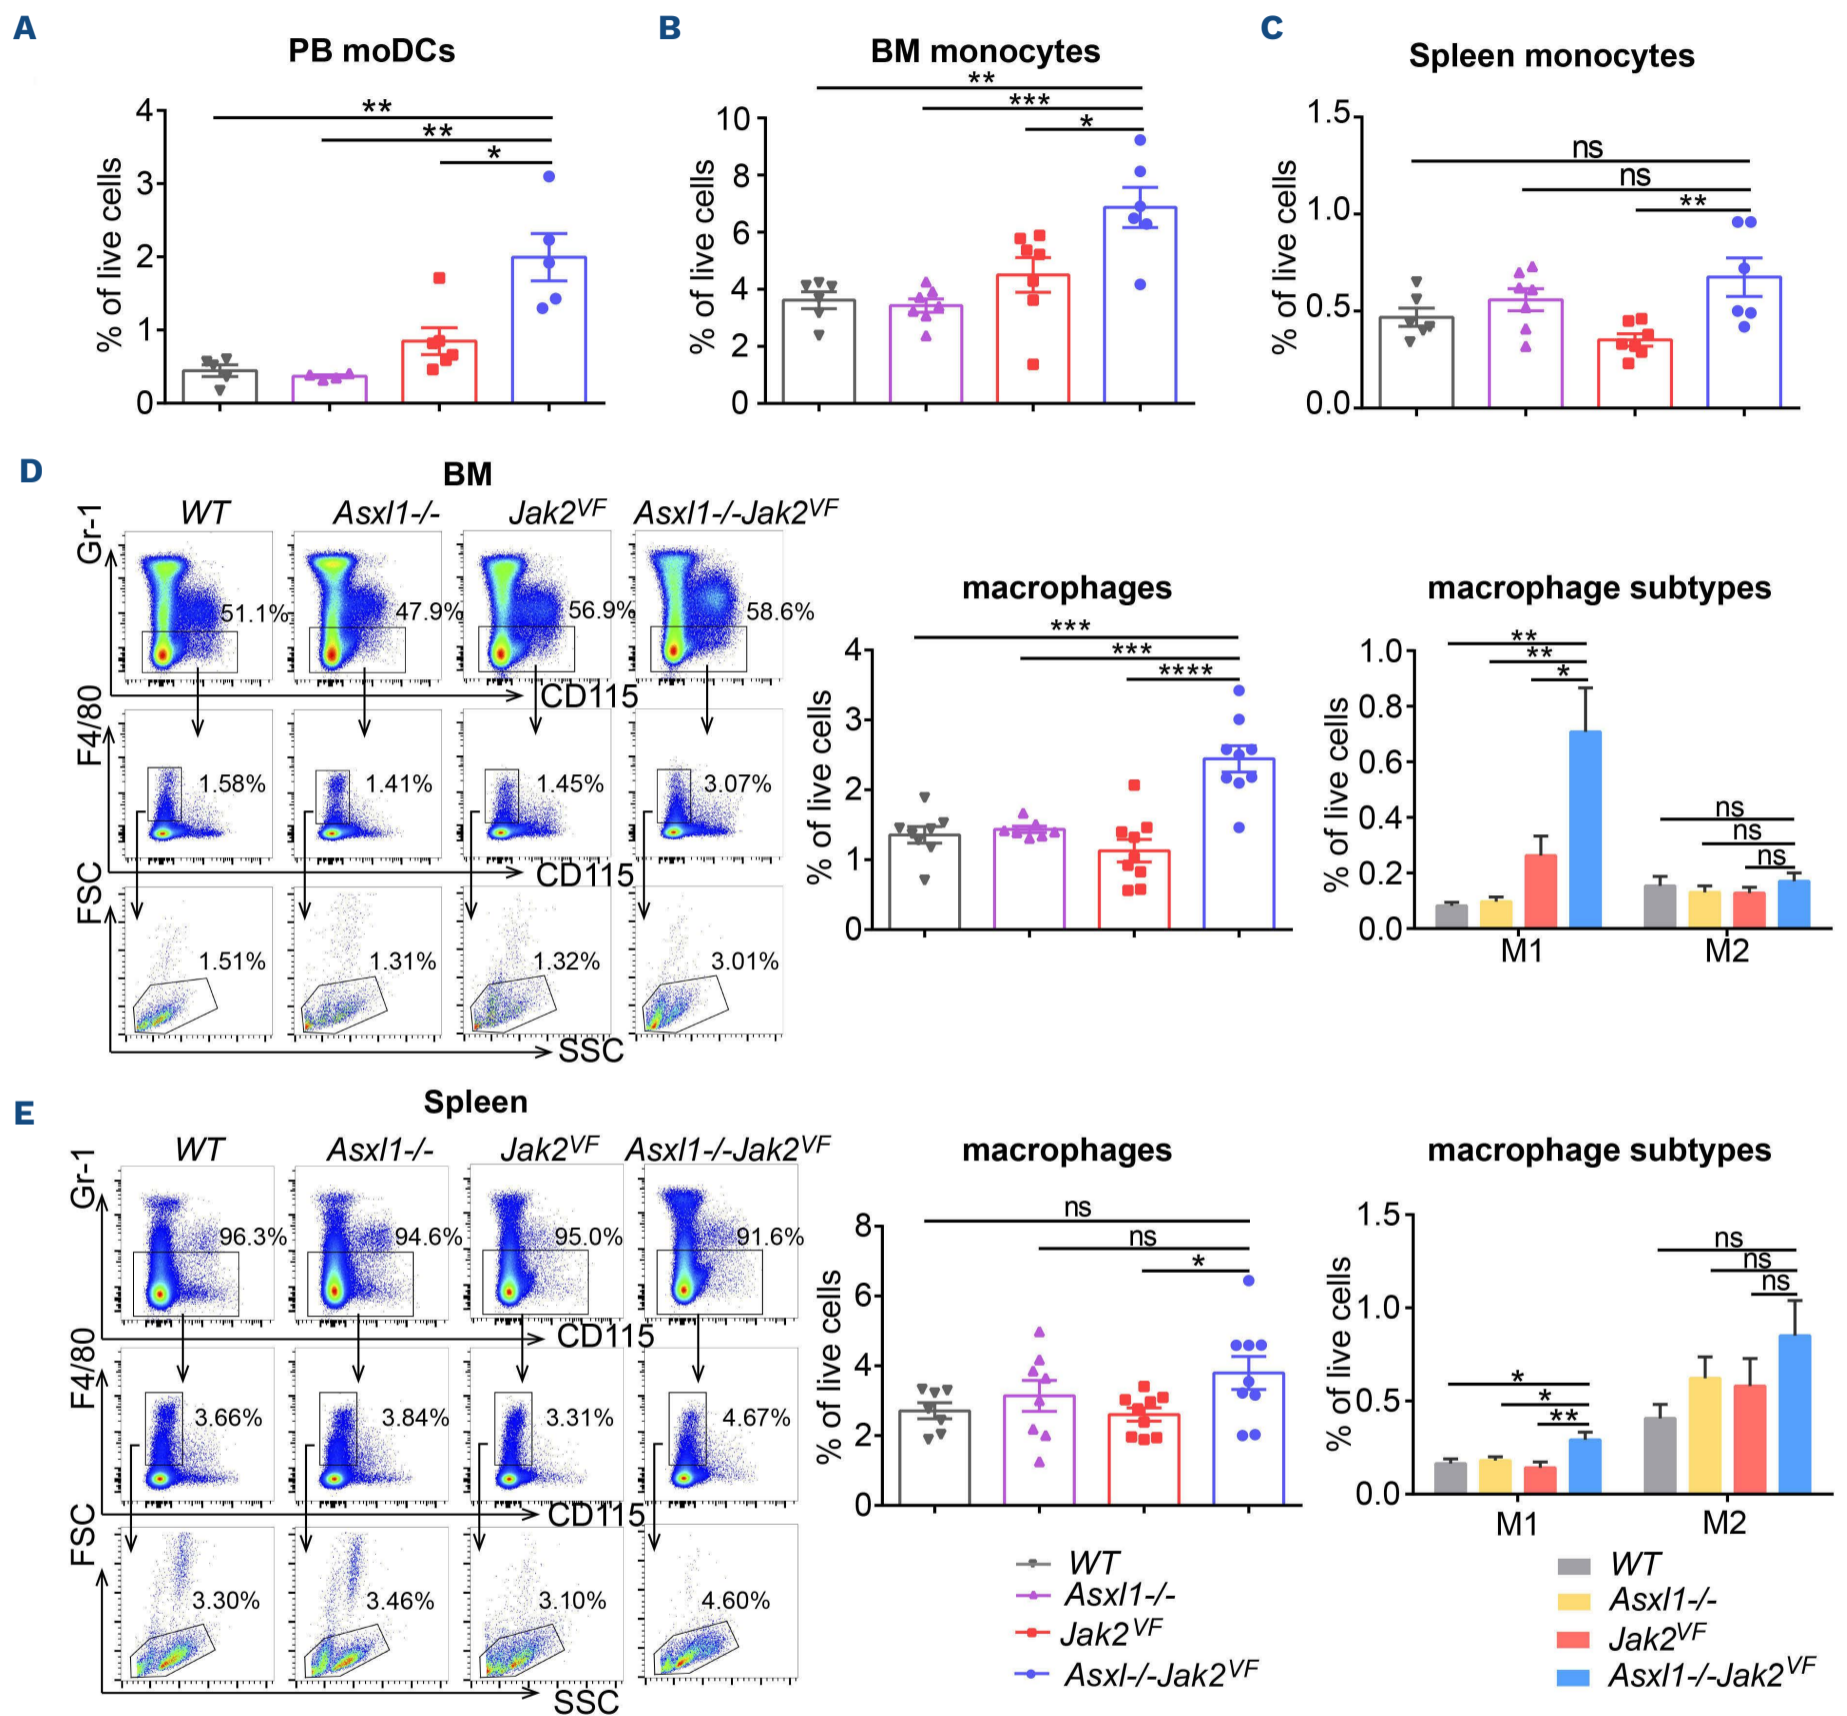 A
PB moDCs
% of live cells
4
3
2
1
0
**
**
*
B
BM monocytes
% of live cells
10
8
6
4
2
0
**
***
*
C
Spleen monocytes
% of live cells
1.5
1.0
0.5
0.0
ns
ns
**
D
BM
WT
Asxl1-/-
Jak2VF
Asxl1-/-Jak2VF
Gr-1
51.1%
47.9%
56.9%
58.6%
CD115
F4/80
1.58%
1.41%
1.45%
3.07%
CD115
FSC
1.51%
1.31%
1.32%
3.01%
SSC
macrophages
% of live cells
4
3
2
1
0
***
***
****
macrophage subtypes
% of live cells
1.0
0.8
0.6
0.4
0.2
0.0
**
**
*
ns
ns
ns
M1
M2
E
Spleen
WT
Asxl1-/-
Jak2VF
Asxl1-/-Jak2VF
Gr-1
96.3%
94.6%
95.0%
91.6%
CD115
F4/80
3.66%
3.84%
3.31%
4.67%
CD115
FSC
3.30%
3.46%
3.10%
4.60%
SSC
macrophages
% of live cells
8
6
4
2
0
ns
ns
*
WT
Asxl1-/-
Jak2VF
Asxl-/-Jak2VF
macrophage subtypes
% of live cells
1.5
1.0
0.5
0.0
*
*
**
ns
ns
ns
M1
M2
WT
Asxl1-/-
Jak2VF
Asxl1-/-Jak2VF